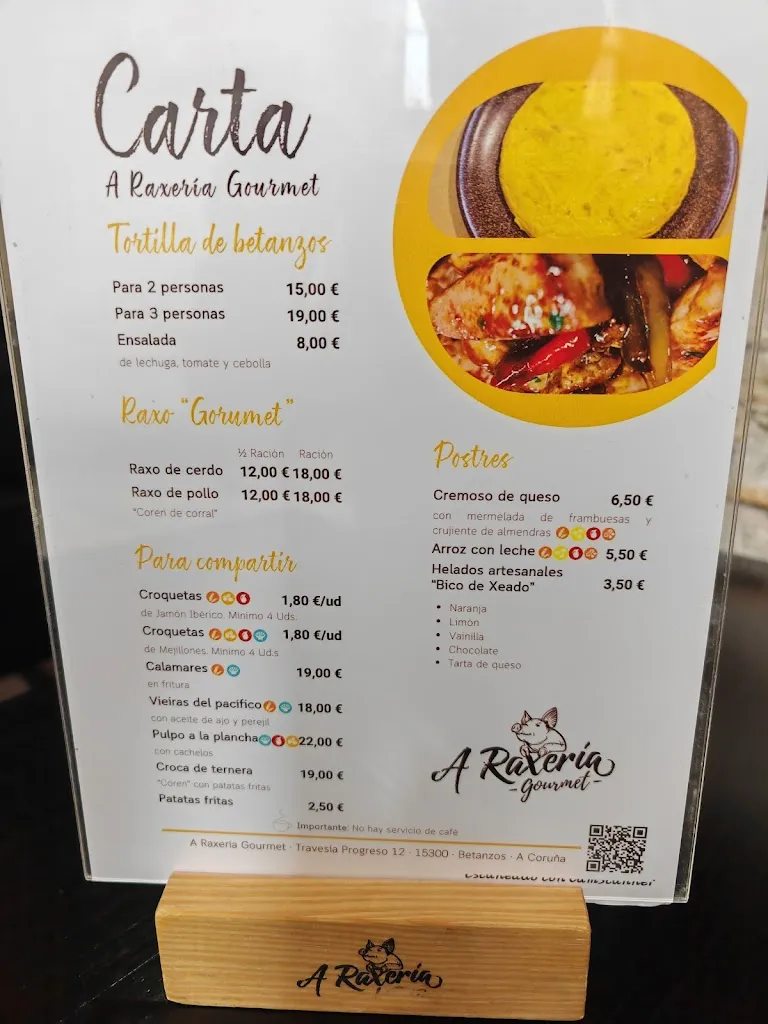 Carta
A Raxería Gourmet
Tortilla de betanzos
Para 2 personas 15,00 €
Para 3 personas 19,00 €
Ensalada 8,00 €
de lechuga, tomate y cebolla
Raxo "Gorumet"
½ Ración Ración
Raxo de cerdo 12,00 € 18,00 €
Raxo de pollo 12,00 € 18,00 €
"Coren de corral"
Para compartir
Croquetas 1,80 €/ud
de Jamón Ibérico. Minimo 4 Uds.
Croquetas 1,80 €/ud
de Mejillones. Minimo 4 Ud.s
Calamares 19,00 €
en fritura
Vieiras del pacifico 18,00 €
con aceite de ajo y perejil
Pulpo a la plancha 22,00 €
con cachelos
Croca de ternera 19,00 €
"Coren" con patatas fritas
Patatas fritas 2,50 €
Postres
Cremoso de queso 6,50 €
con mermelada de frambuesas y
crujiente de almendras
Arroz con leche 5,50 €
Helados artesanales
"Bico de Xeado" 3,50 €
• Naranja
• Limón
• Vainilla
• Chocolate
• Tarta de queso
A Raxería
- Gourmet -
Importante: No hay servicio de café
A Raxería Gourmet · Travesía Progreso 12 · 15300 · Betanzos · A Coruña
Escaneado con CamScanner
A Raxería